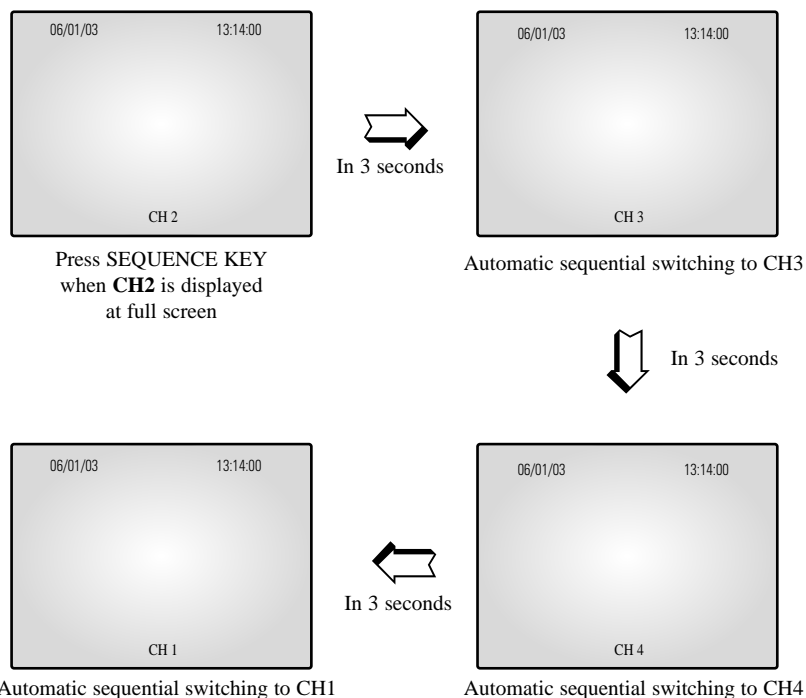 06/01/03 13:14:00
CH 2
Press SEQUENCE KEY
when CH2 is displayed
at full screen
In 3 seconds
06/01/03 13:14:00
CH 3
Automatic sequential switching to CH3
In 3 seconds
06/01/03 13:14:00
CH 4
Automatic sequential switching to CH4
In 3 seconds
06/01/03 13:14:00
CH 1
Automatic sequential switching to CH1